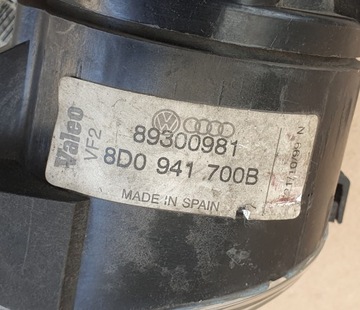 Valeo
VF2
89300981
8D0 941 700B
MADE IN SPAIN